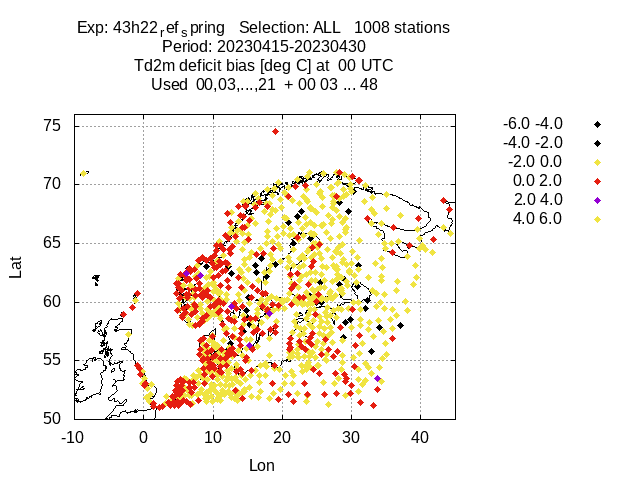 Exp: 43h22ref spring   Selection: ALL   1008 stations
Period: 20230415-20230430
Td2m deficit bias [deg C] at  00 UTC
Used  00,03,...,21  + 00 03 ... 48
-6.0 -4.0
-4.0 -2.0
-2.0 0.0
0.0 2.0
2.0 4.0
4.0 6.0
75
70
65
60
55
50
Lat
-10 0 10 20 30 40
Lon